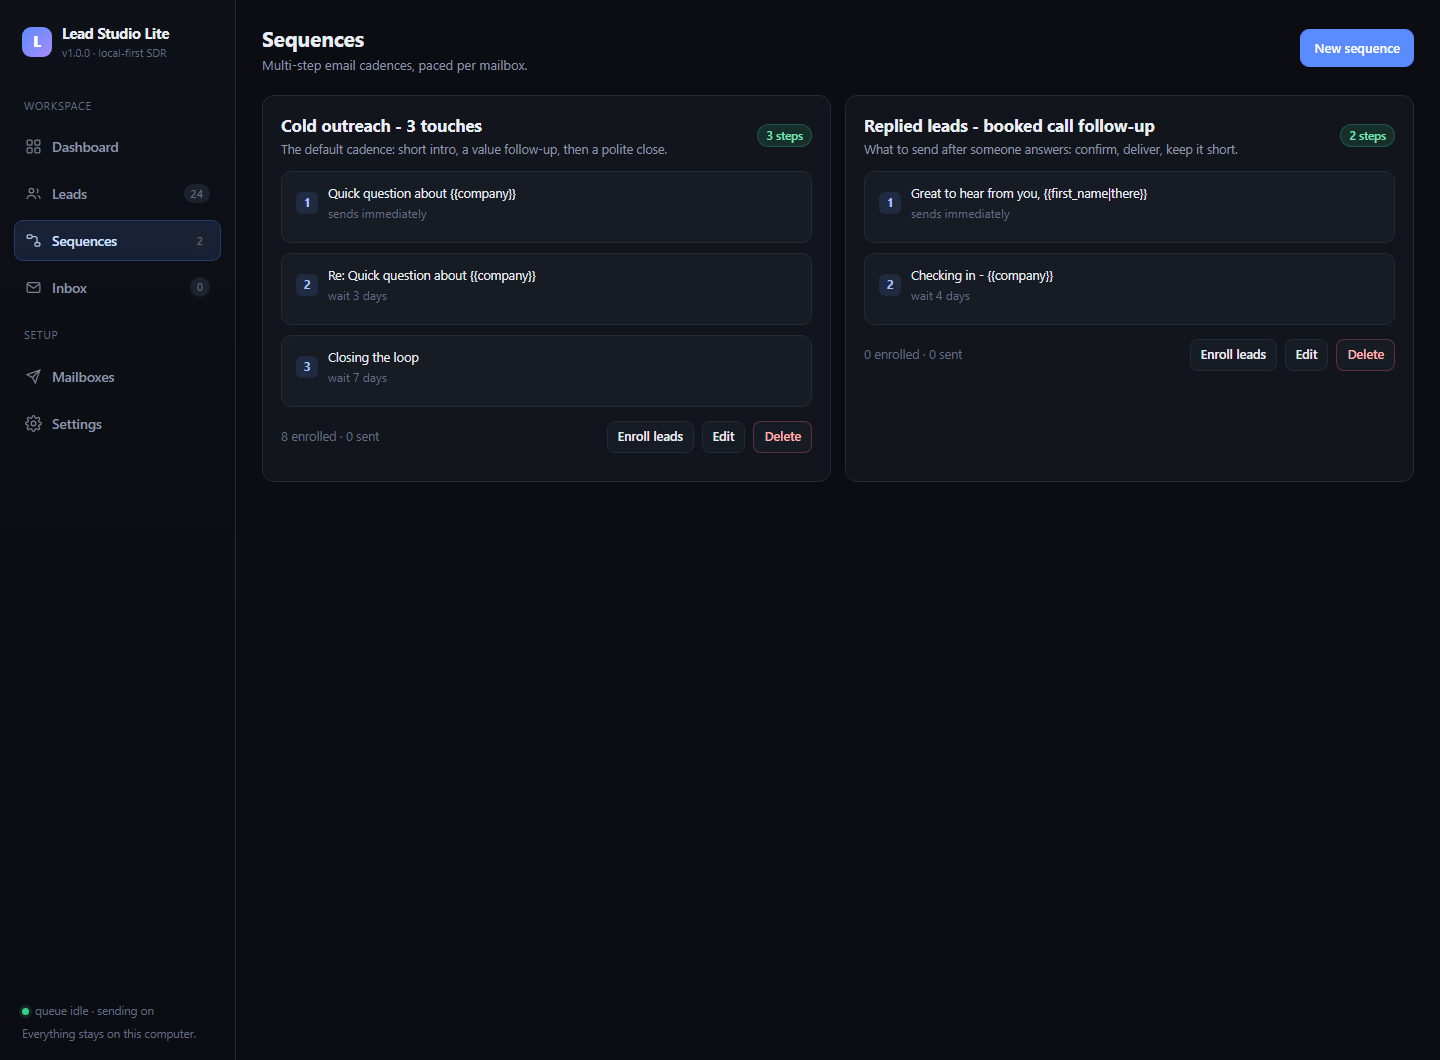 L
Lead Studio Lite
v1.0.0 · local-first SDR
WORKSPACE
Dashboard
Leads 24
Sequences 2
Inbox 0
SETUP
Mailboxes
Settings
queue idle · sending on
Everything stays on this computer.
Sequences
Multi-step email cadences, paced per mailbox.
New sequence
Cold outreach - 3 touches
The default cadence: short intro, a value follow-up, then a polite close.
3 steps
1 Quick question about {{company}}
sends immediately
2 Re: Quick question about {{company}}
wait 3 days
3 Closing the loop
wait 7 days
8 enrolled · 0 sent
Enroll leads Edit Delete
Replied leads - booked call follow-up
What to send after someone answers: confirm, deliver, keep it short.
2 steps
1 Great to hear from you, {{first_name|there}}
sends immediately
2 Checking in - {{company}}
wait 4 days
0 enrolled · 0 sent
Enroll leads Edit Delete